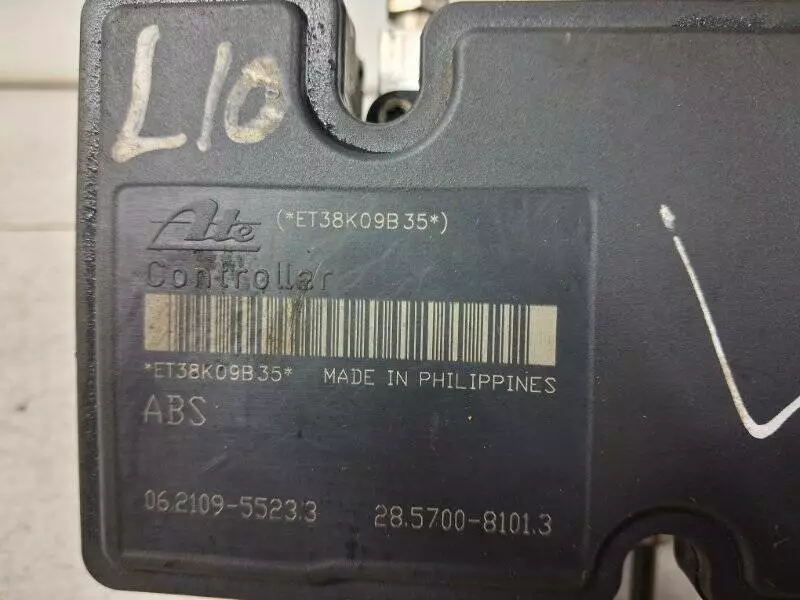 L10
Ate (*ET38K09B35*)
Controller
*ET38K09B35* MADE IN PHILIPPINES
ABS
06.2109-5523.3 28.5700-8101.3